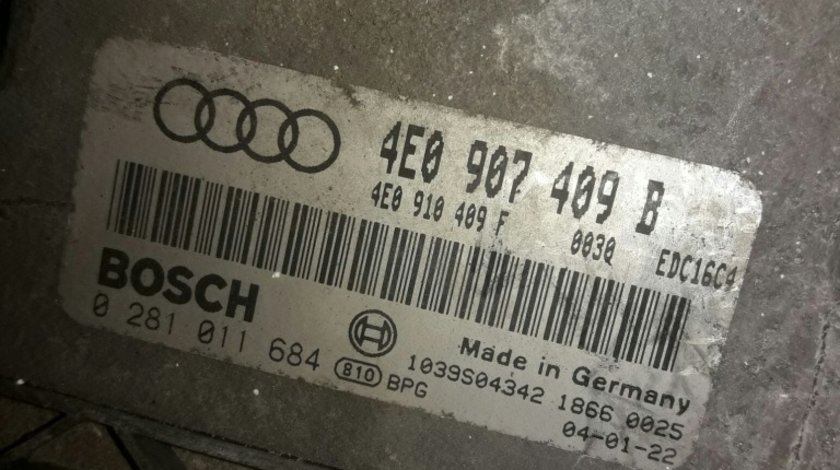 4E0 907 409 B
4E0 910 409 F 0030 EDC16C4
BOSCH
0 281 011 684 810 BPG
Made in Germany
1039S04342 1866 0025
04-01-22